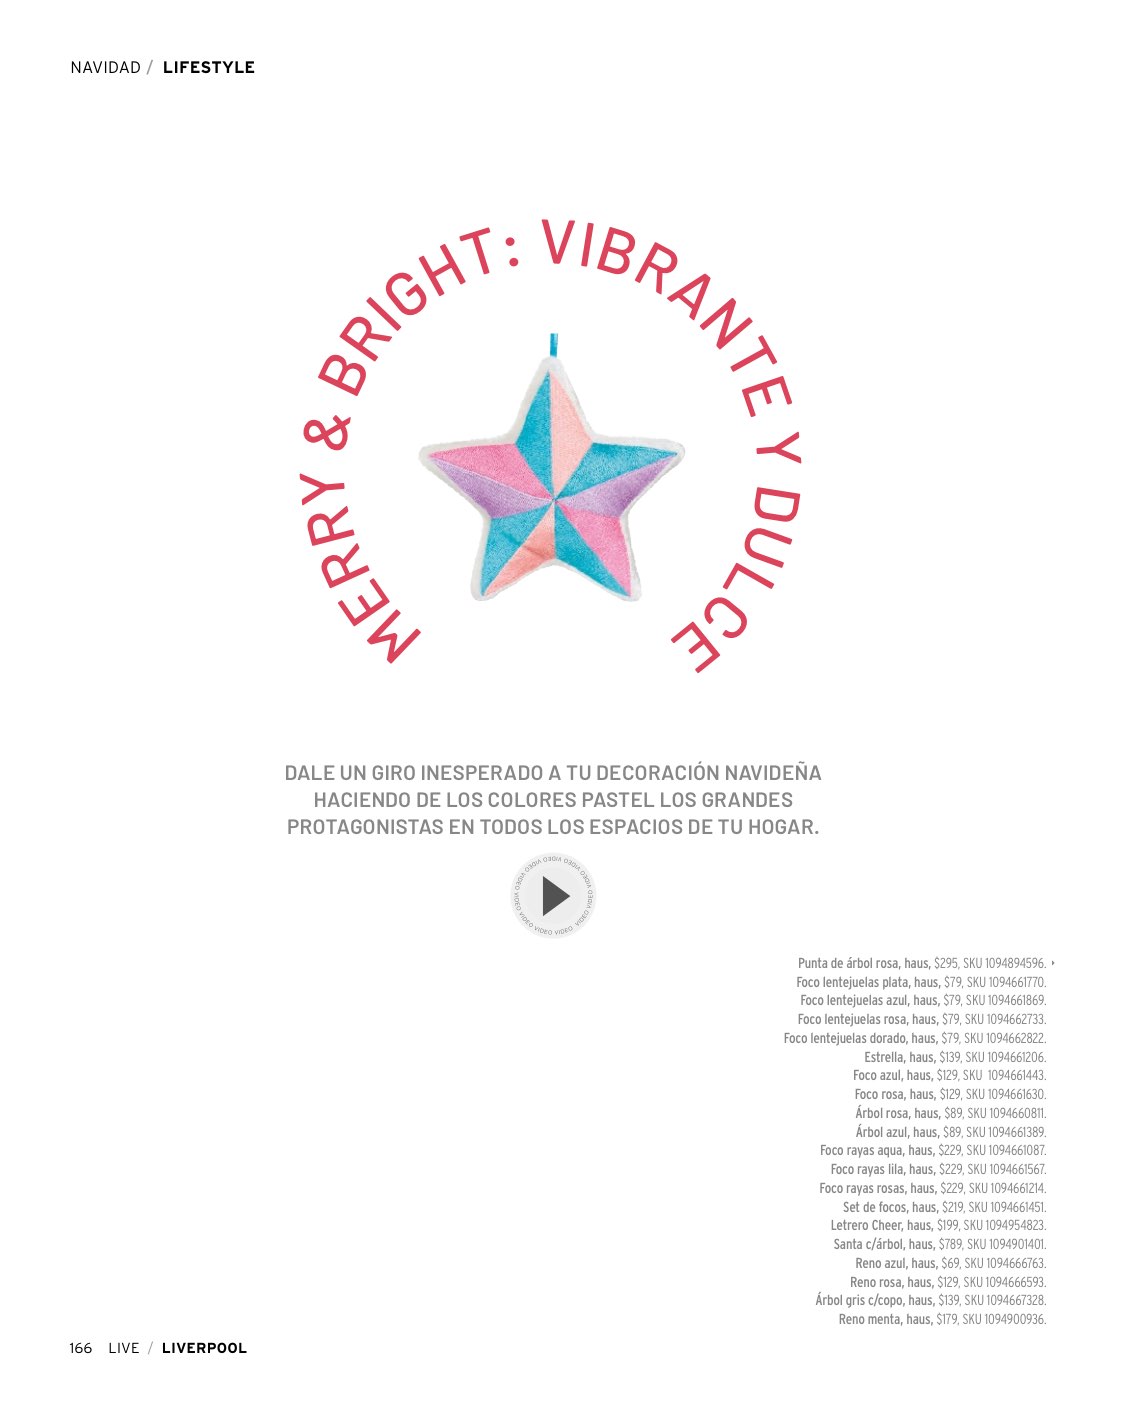 NAVIDAD / LIFESTYLE
MERRY & BRIGHT: VIBRANTE Y DULCE
DALE UN GIRO INESPERADO A TU DECORACIÓN NAVIDEÑA
HACIENDO DE LOS COLORES PASTEL LOS GRANDES
PROTAGONISTAS EN TODOS LOS ESPACIOS DE TU HOGAR.
VIDEO VIDEO VIDEO VIDEO VIDEO VIDEO VIDEO VIDEO VIDEO VIDEO
Punta de árbol rosa, haus, $295, SKU 1094894596.
Foco lentejuelas plata, haus, $79, SKU 1094661770.
Foco lentejuelas azul, haus, $79, SKU 1094661869.
Foco lentejuelas rosa, haus, $79, SKU 1094662733.
Foco lentejuelas dorado, haus, $79, SKU 1094662822.
Estrella, haus, $139, SKU 1094661206.
Foco azul, haus, $129, SKU 1094661443.
Foco rosa, haus, $129, SKU 1094661630.
Árbol rosa, haus, $89, SKU 1094660811.
Árbol azul, haus, $89, SKU 1094661389.
Foco rayas aqua, haus, $229, SKU 1094661087.
Foco rayas lila, haus, $229, SKU 1094661567.
Foco rayas rosas, haus, $229, SKU 1094661214.
Set de focos, haus, $219, SKU 1094661451.
Letrero Cheer, haus, $199, SKU 1094954823.
Santa c/árbol, haus, $789, SKU 1094901401.
Reno azul, haus, $69, SKU 1094666763.
Reno rosa, haus, $129, SKU 1094666593.
Árbol gris c/copo, haus, $139, SKU 1094667328.
Reno menta, haus, $179, SKU 1094900936.
166 LIVE / LIVERPOOL